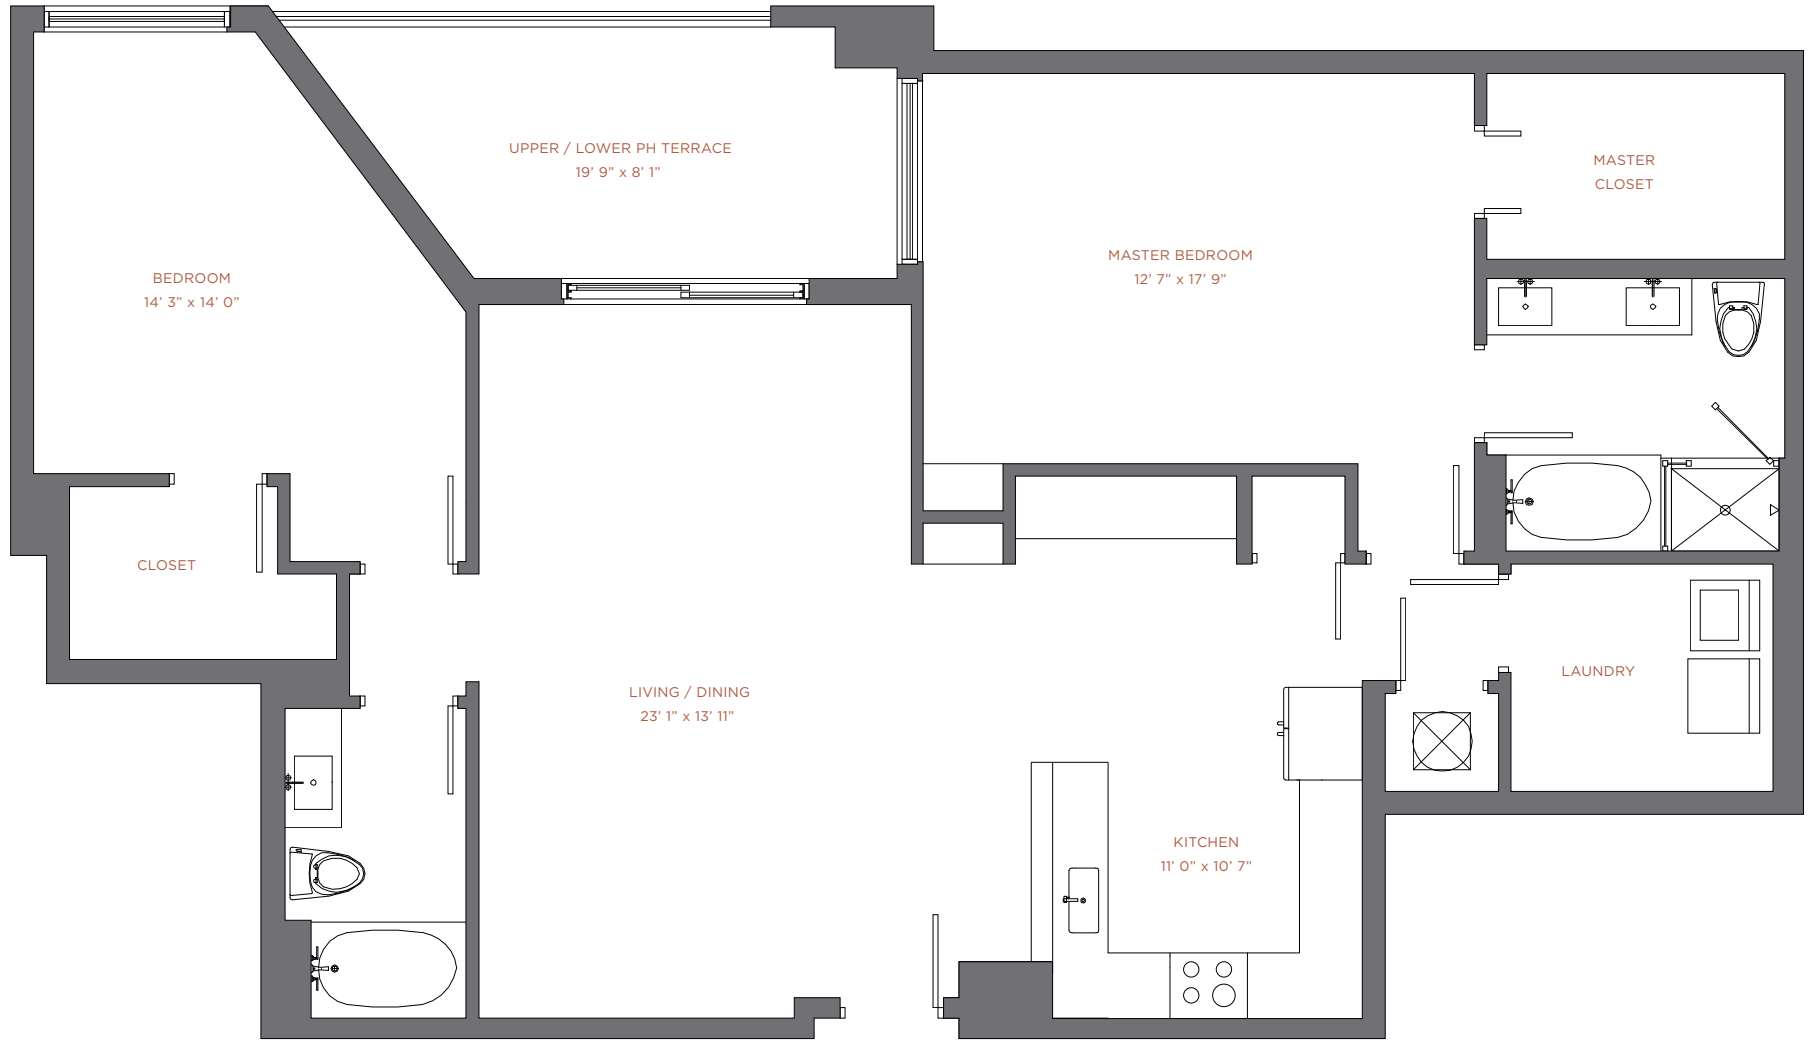 UPPER / LOWER PH TERRACE
19’ 9” x 8’ 1”
MASTER
CLOSET
MASTER BEDROOM
12’ 7” x 17’ 9”
BEDROOM
14’ 3” x 14’ 0”
CLOSET
LIVING / DINING
23’ 1” x 13’ 11”
LAUNDRY
KITCHEN
11’ 0” x 10’ 7”